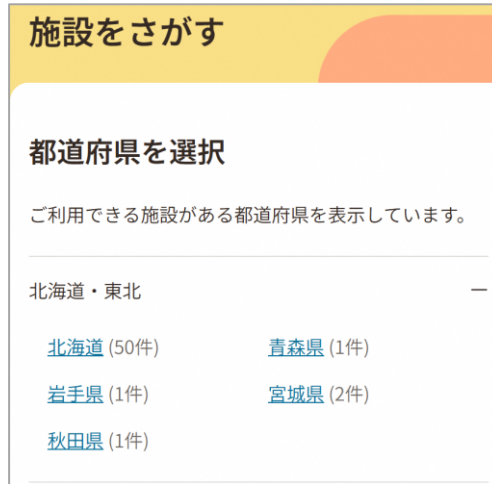 施設をさがす
都道府県を選択
ご利用できる施設がある都道府県を表示しています。
北海道・東北
北海道 (50件) 青森県 (1件)
岩手県 (1件) 宮城県 (2件)
秋田県 (1件)